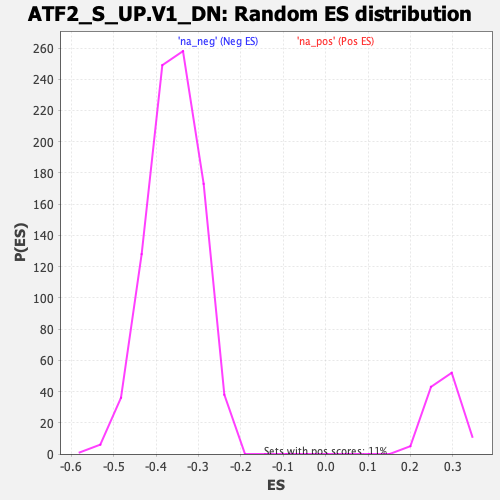 ATF2_S_UP.V1_DN: Random ES distribution
'na_neg' (Neg ES) 'na_pos' (Pos ES)
260
240
220
200
180
160
140
120
100
80
60
40
20
0
P(ES)
Sets with pos scores: 11%
-0.6 -0.5 -0.4 -0.3 -0.2 -0.1 0.0 0.1 0.2 0.3
ES